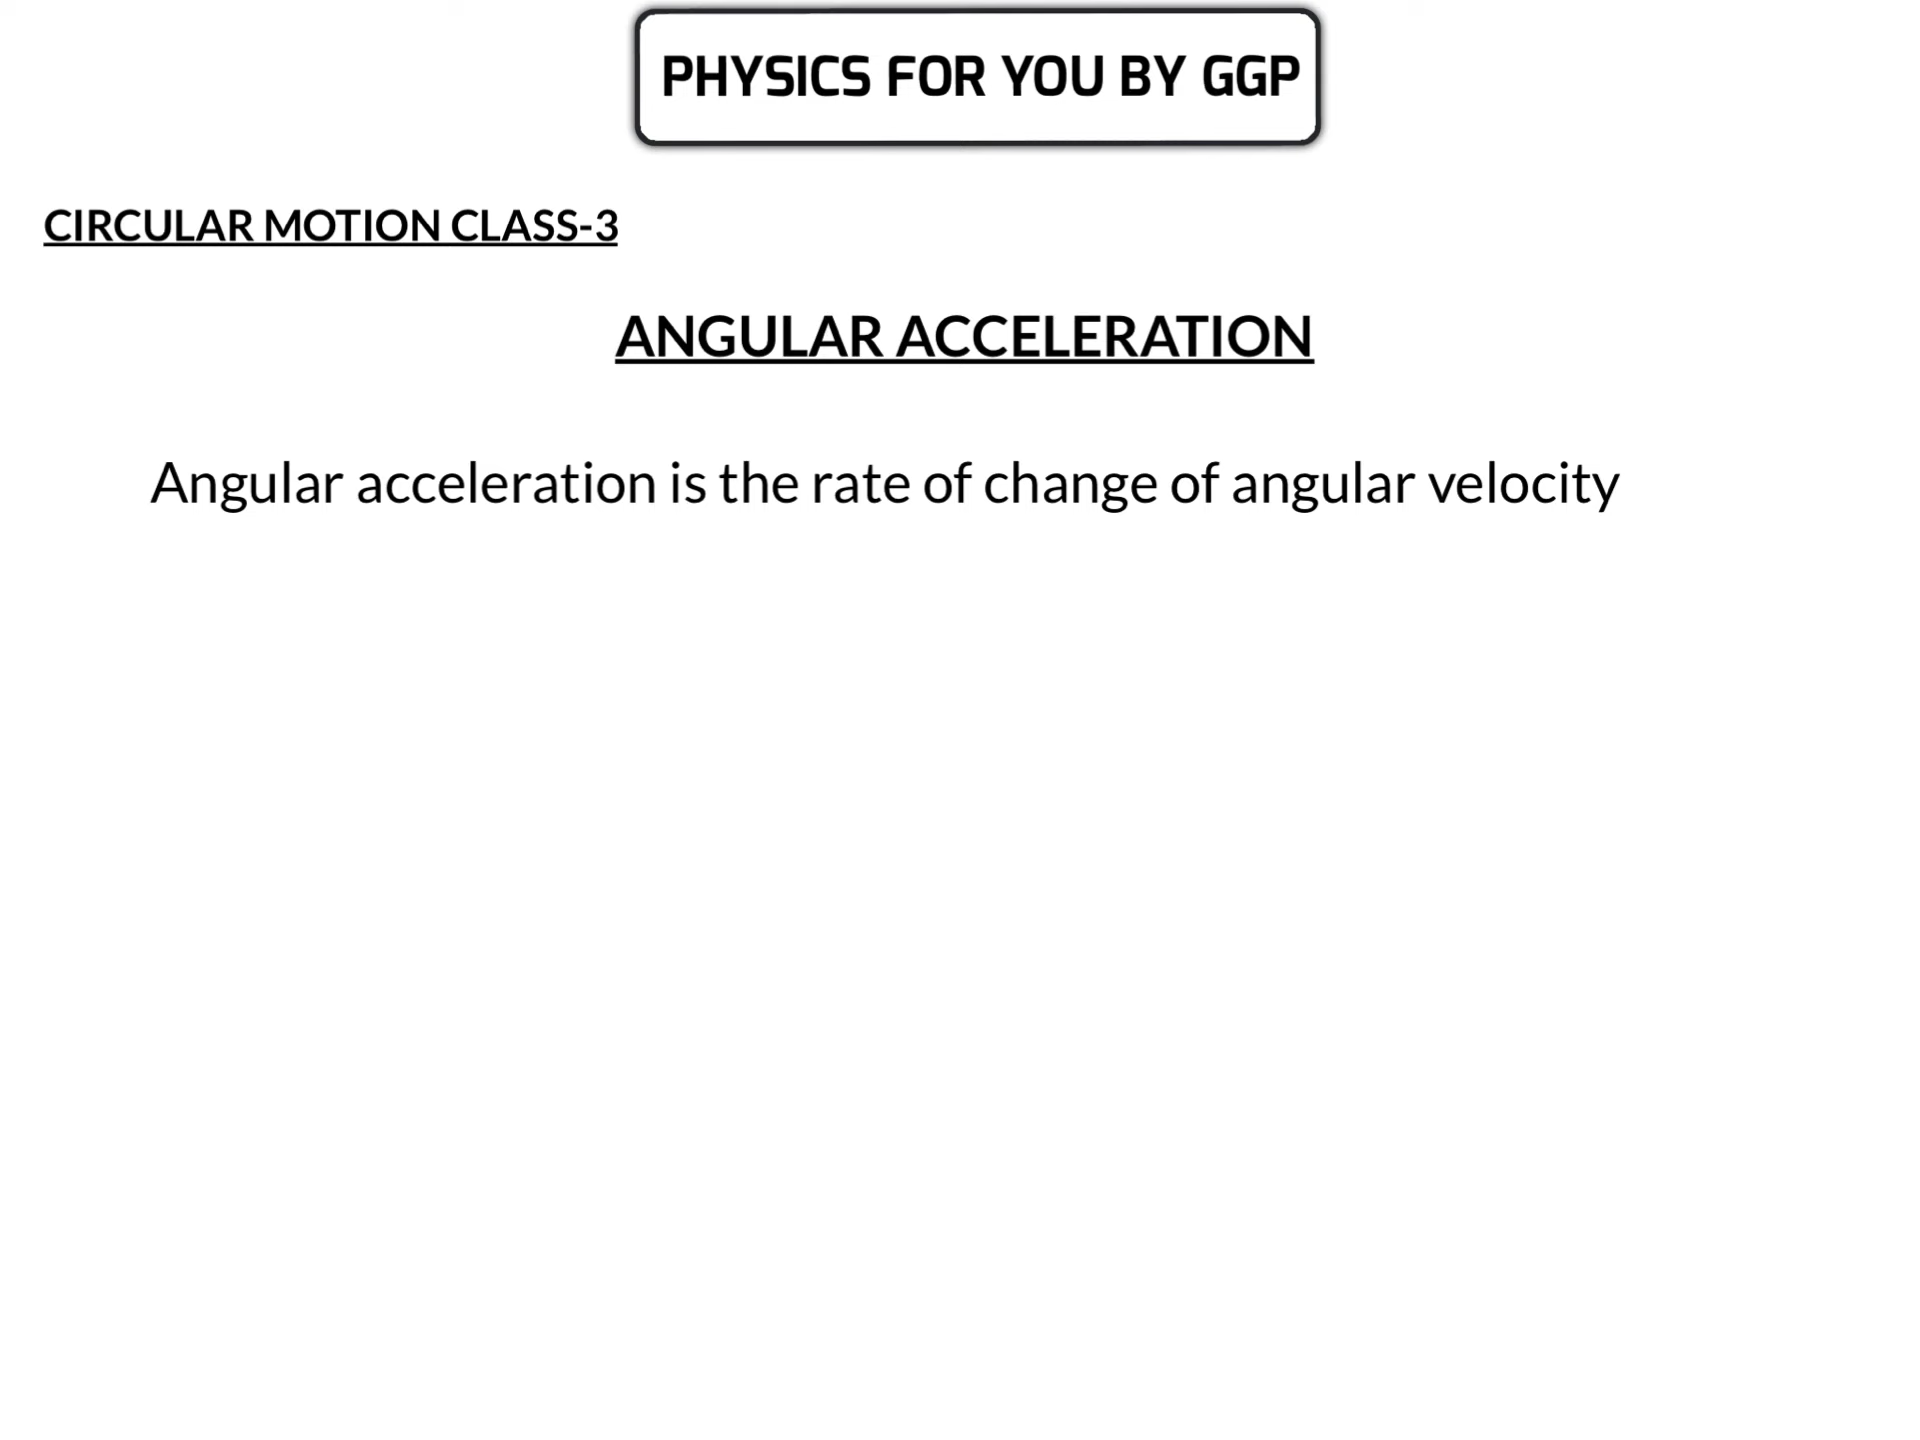 PHYSICS FOR YOU BY GGP
CIRCULAR MOTION CLASS-3
ANGULAR ACCELERATION
Angular acceleration is the rate of change of angular velocity